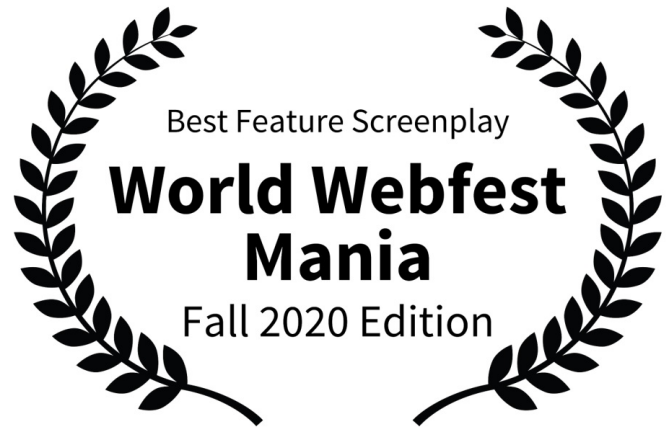 Best Feature Screenplay
World Webfest
Mania
Fall 2020 Edition